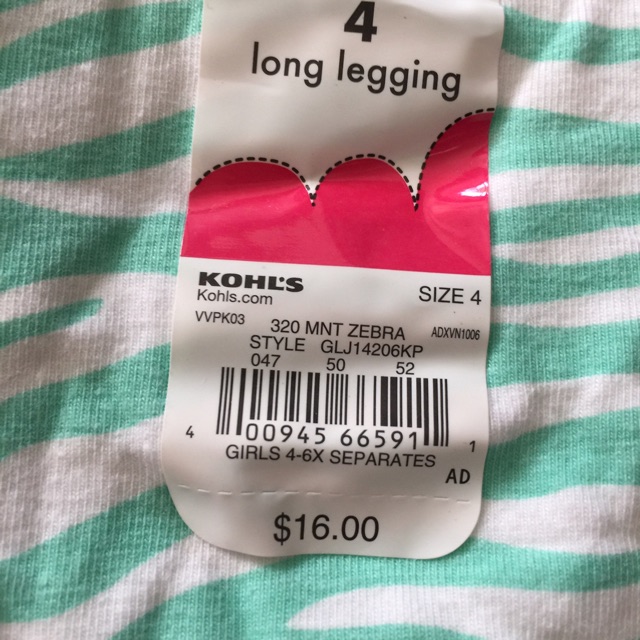 4
long legging
KOHL'S
Kohls.com
SIZE 4
VVPK03
320 MNT ZEBRA
ADXVN1006
STYLE GLJ14206KP
047 50 52
4 00945 66591 1
GIRLS 4-6X SEPARATES
AD
$16.00